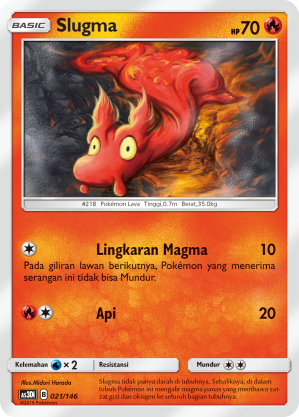 BASIC Slugma HP70
#218 Pokémon Lava Tinggi,0.7m Berat,35.0kg
Lingkaran Magma 10
Pada giliran lawan berikutnya, Pokémon yang menerima
serangan ini tidak bisa Mundur.
Api 20
Kelemahan ×2 Resistansi Mundur
Illus.Midori Harada
AS3D B 021/146
©2019 Pokémon
Slugma tidak punya darah di tubuhnya. Sebaliknya, di dalam
tubuh Pokémon ini mengalir magma panas yang membawa zat-
zat gizi dan oksigen ke seluruh tubuhnya.